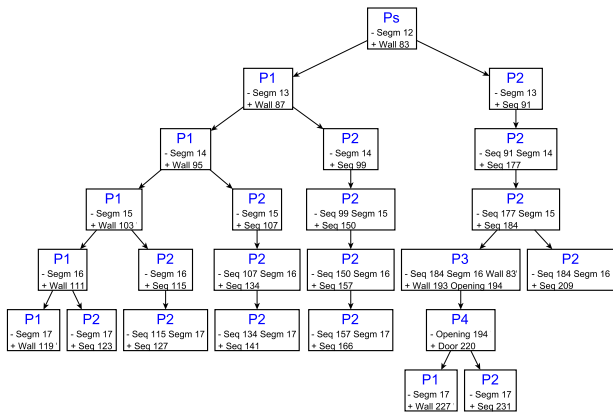 Ps
- Segm 12
+ Wall 83
P1
- Segm 13
+ Wall 87
P2
- Segm 13
+ Seq 91
P1
- Segm 14
+ Wall 95
P2
- Segm 14
+ Seq 99
P2
- Seq 91 Segm 14
+ Seq 177
P1
- Segm 15
+ Wall 103
P2
- Segm 15
+ Seq 107
P2
- Seq 99 Segm 15
+ Seq 150
P2
- Seq 177 Segm 15
+ Seq 184
P1
- Segm 16
+ Wall 111
P2
- Segm 16
+ Seq 115
P2
- Seq 107 Segm 16
+ Seq 134
P2
- Seq 150 Segm 16
+ Seq 157
P3
- Seq 184 Segm 16 Wall 83'
+ Wall 193 Opening 194
P2
- Seq 184 Segm 16
+ Seq 209
P1
- Segm 17
+ Wall 119
P2
- Segm 17
+ Seq 123
P2
- Seq 115 Segm 17
+ Seq 127
P2
- Seq 134 Segm 17
+ Seq 141
P2
- Seq 157 Segm 17
+ Seq 166
P4
- Opening 194
+ Door 220
P1
- Segm 17
+ Wall 227
P2
- Segm 17
+ Seq 231